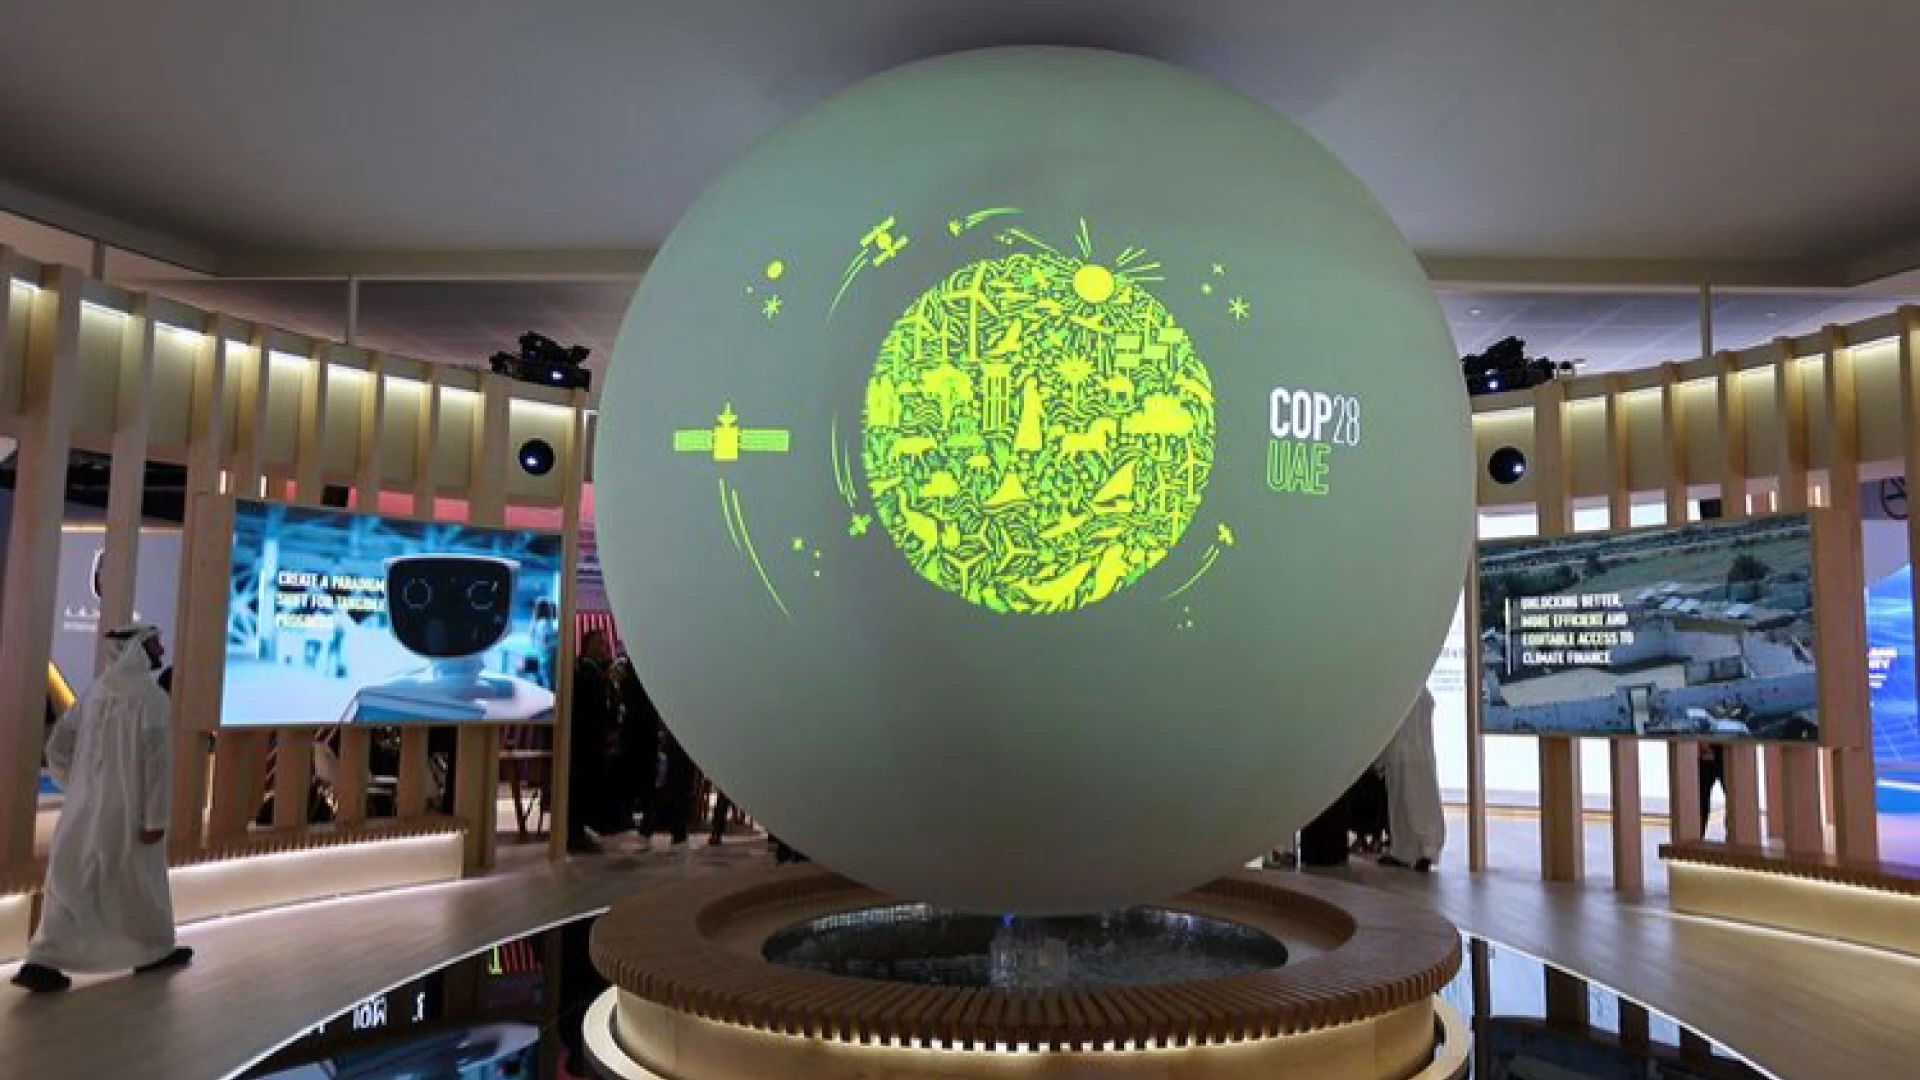 COP28
UAE
CREATE A PARADIGM
SHIFT FOR TANGIBLE
PROGRESS
UNLOCKING BETTER,
MORE EFFICIENT AND
EQUITABLE ACCESS TO
CLIMATE FINANCE.